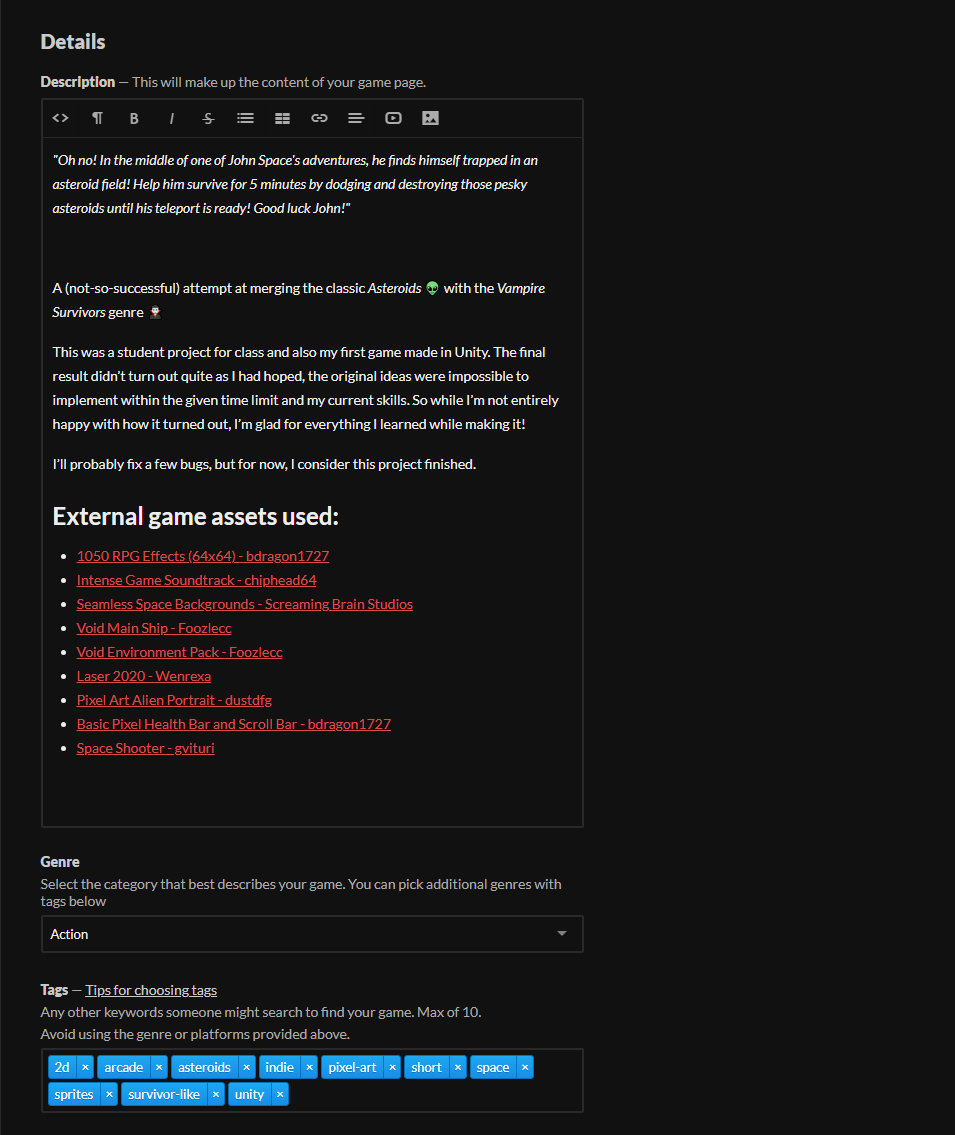 Details
Description — This will make up the content of your game page.
"Oh no! In the middle of one of John Space's adventures, he finds himself trapped in an
asteroid field! Help him survive for 5 minutes by dodging and destroying those pesky
asteroids until his teleport is ready! Good luck John!"
A (not-so-successful) attempt at merging the classic Asteroids 👽 with the Vampire
Survivors genre 🧛🏻
This was a student project for class and also my first game made in Unity. The final
result didn't turn out quite as I had hoped, the original ideas were impossible to
implement within the given time limit and my current skills. So while I'm not entirely
happy with how it turned out, I'm glad for everything I learned while making it!
I'll probably fix a few bugs, but for now, I consider this project finished.
External game assets used:
• 1050 RPG Effects (64x64) - bdragon1727
• Intense Game Soundtrack - chiphead64
• Seamless Space Backgrounds - Screaming Brain Studios
• Void Main Ship - Foozlecc
• Void Environment Pack - Foozlecc
• Laser 2020 - Wenrexa
• Pixel Art Alien Portrait - dustdfg
• Basic Pixel Health Bar and Scroll Bar - bdragon1727
• Space Shooter - gvituri
Genre
Select the category that best describes your game. You can pick additional genres with
tags below
Action
Tags — Tips for choosing tags
Any other keywords someone might search to find your game. Max of 10.
Avoid using the genre or platforms provided above.
2d × arcade × asteroids × indie × pixel-art × short × space ×
sprites × survivor-like × unity ×